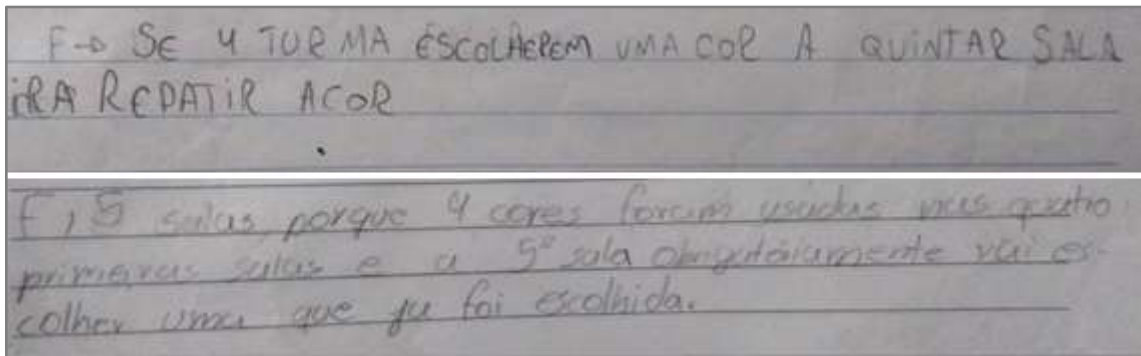 F→ SE 4 TURMA ESCOLHEREM UMA COR A QUINTAR SALA
iRA REPATIR ACOR
F, 5 salas porque 4 cores foram usadas nas quatro
primeiras salas e a 5ª sala obrigatóriamente vai es-
colher uma que ja foi escolhida.